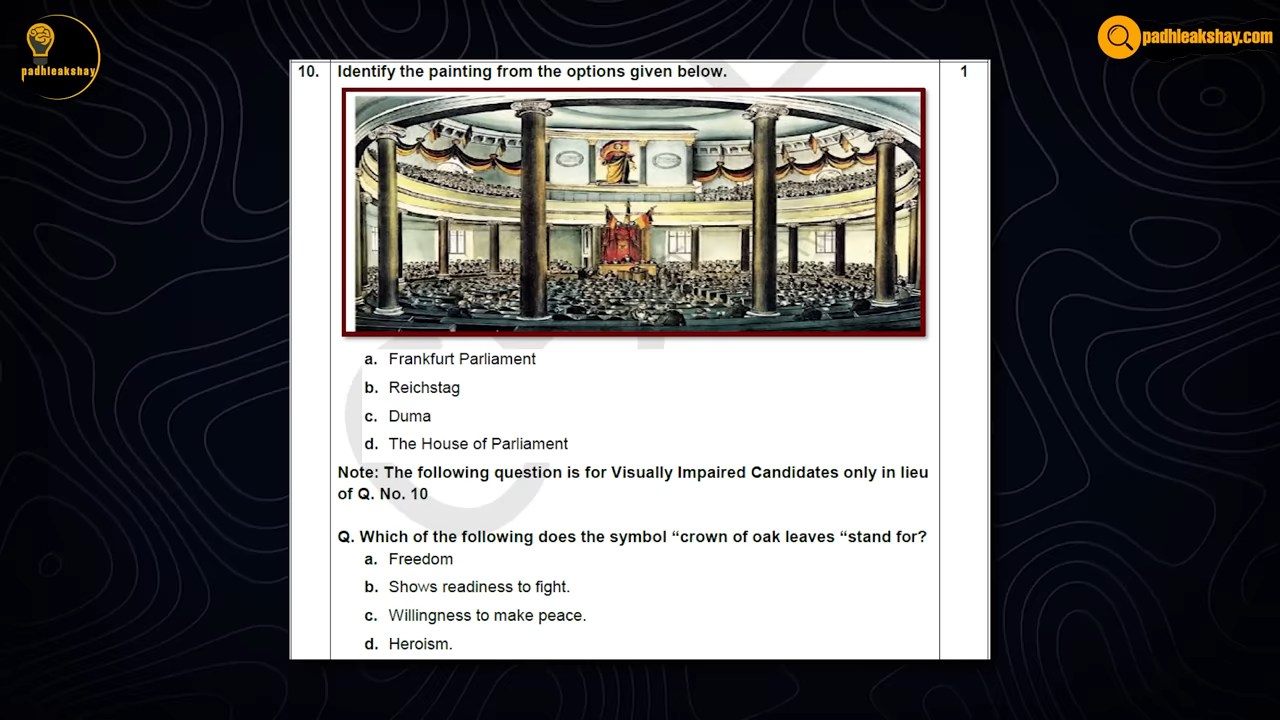 padhleakshay
padhleakshay.com
10. Identify the painting from the options given below. 1
a. Frankfurt Parliament
b. Reichstag
c. Duma
d. The House of Parliament
Note: The following question is for Visually Impaired Candidates only in lieu
of Q. No. 10
Q. Which of the following does the symbol “crown of oak leaves “stand for?
a. Freedom
b. Shows readiness to fight.
c. Willingness to make peace.
d. Heroism.